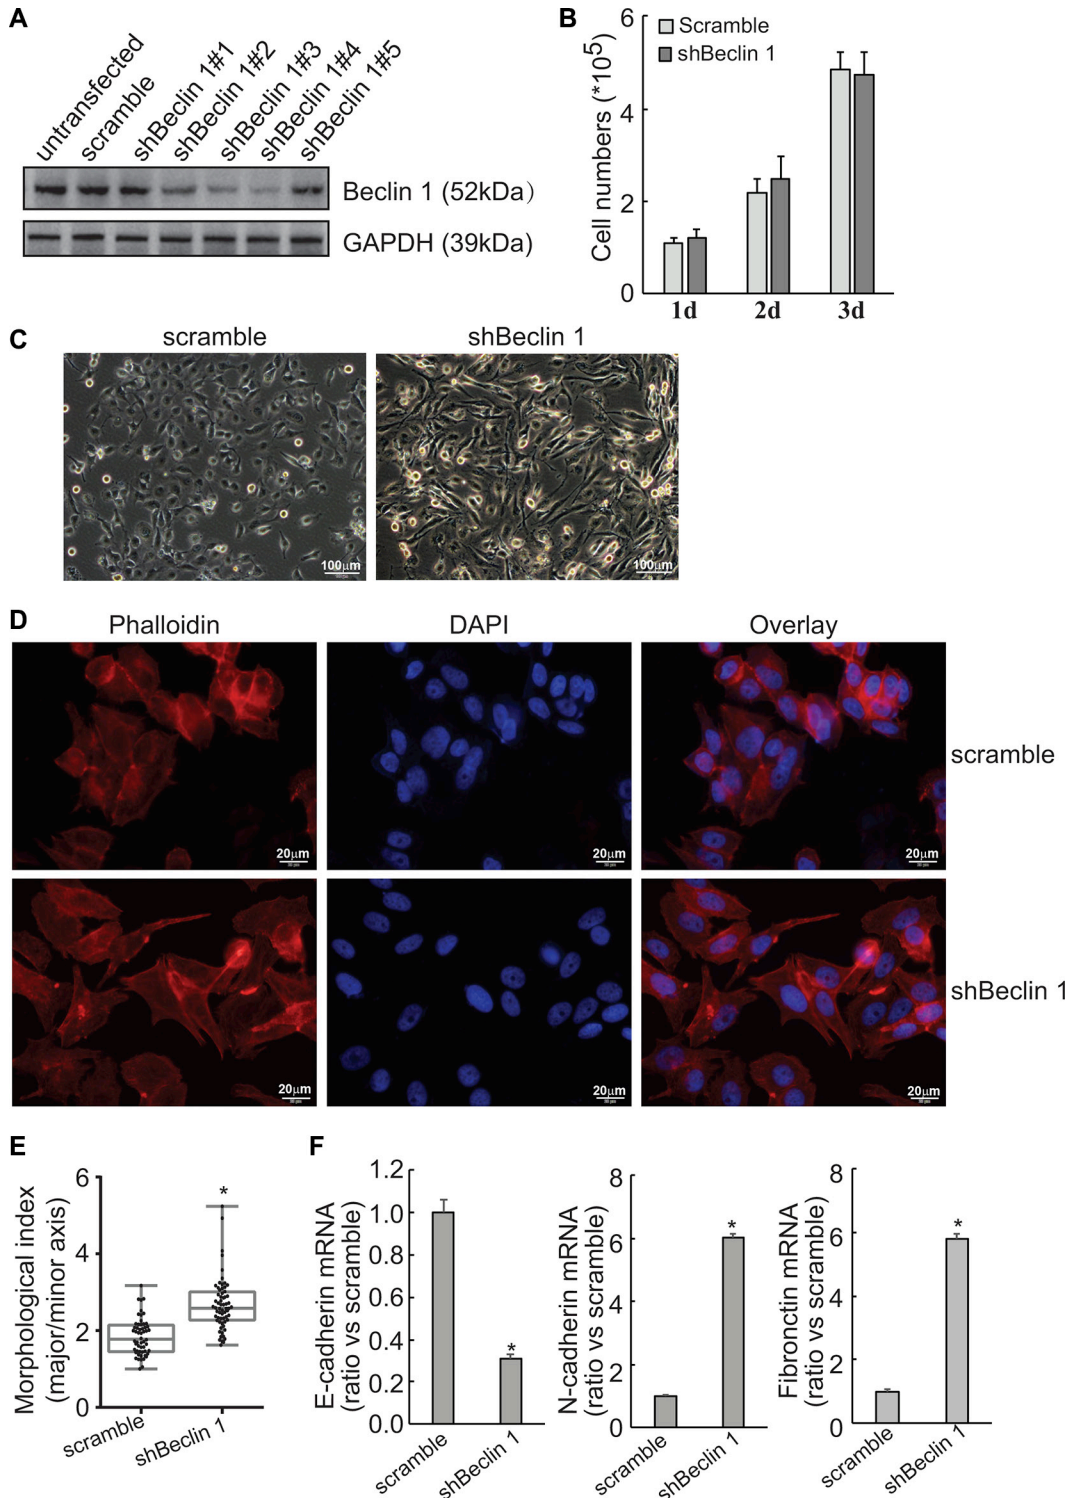 A
untransfected
scramble
shBeclin 1#1
shBeclin 1#2
shBeclin 1#3
shBeclin 1#4
shBeclin 1#5
Beclin 1 (52kDa)
GAPDH (39kDa)
B
Cell numbers (*10⁵)
6
4
2
0
Scramble
shBeclin 1
1d
2d
3d
C
scramble
shBeclin 1
100μm
100μm
D
Phalloidin
DAPI
Overlay
scramble
20μm
20μm
20μm
shBeclin 1
20μm
20μm
20μm
E
Morphological index
(major/minor axis)
6
4
2
0
*
scramble
shBeclin 1
F
E-cadherin mRNA
(ratio vs scramble)
1.2
1.0
0.8
0.6
0.4
0.2
0.0
*
scramble
shBeclin 1
N-cadherin mRNA
(ratio vs scramble)
8
6
4
2
0
*
scramble
shBeclin 1
Fibronctin mRNA
(ratio vs scramble)
8
6
4
2
0
*
scramble
shBeclin 1